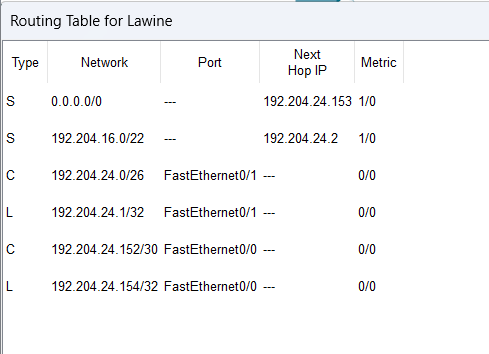 Routing Table for Lawine
Type Network Port Next Hop IP Metric
S 0.0.0.0/0 --- 192.204.24.153 1/0
S 192.204.16.0/22 --- 192.204.24.2 1/0
C 192.204.24.0/26 FastEthernet0/1 --- 0/0
L 192.204.24.1/32 FastEthernet0/1 --- 0/0
C 192.204.24.152/30 FastEthernet0/0 --- 0/0
L 192.204.24.154/32 FastEthernet0/0 --- 0/0